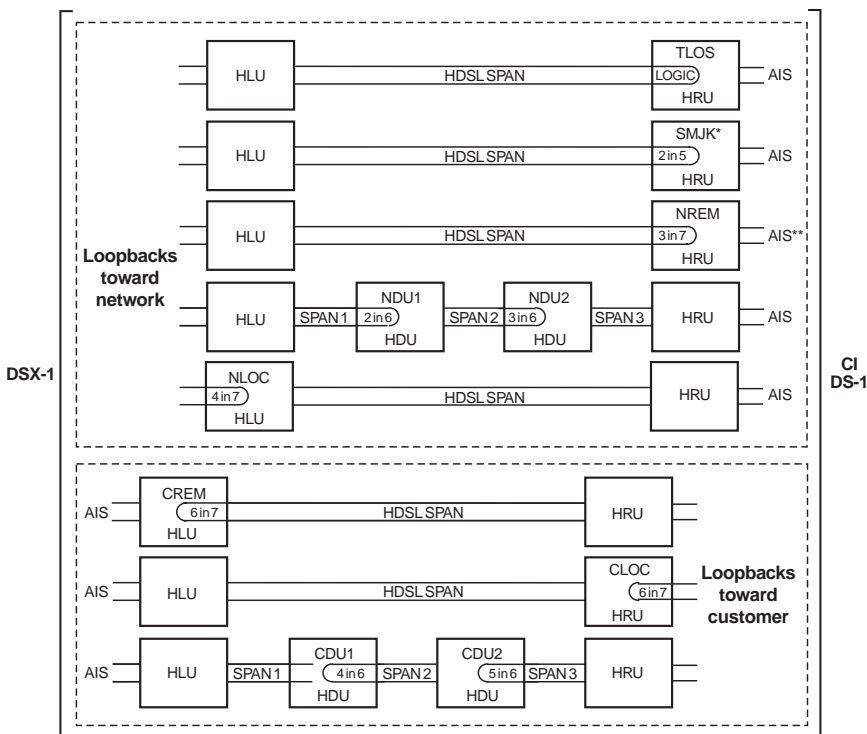 TLOS
HLU
HDSL SPAN
LOGIC
AIS
HRU
SMJK*
HLU
HDSL SPAN
2 in 5
AIS
HRU
NREM
HLU
HDSL SPAN
3 in 7
AIS**
HRU
Loopbacks
toward
network
NDU1
NDU2
HLU
SPAN 1
2 in 6
SPAN 2
3 in 6
SPAN 3
HRU
AIS
HDU
HDU
DSX-1
CI
DS-1
NLOC
4 in 7
HDSL SPAN
HRU
AIS
HLU
CREM
AIS
6 in 7
HDSL SPAN
HRU
HLU
CLOC
AIS
HLU
HDSL SPAN
6 in 7
HRU
Loopbacks
toward
customer
CDU1
CDU2
AIS
HLU
SPAN 1
4 in 6
SPAN 2
5 in 6
SPAN 3
HRU
HDU
HDU